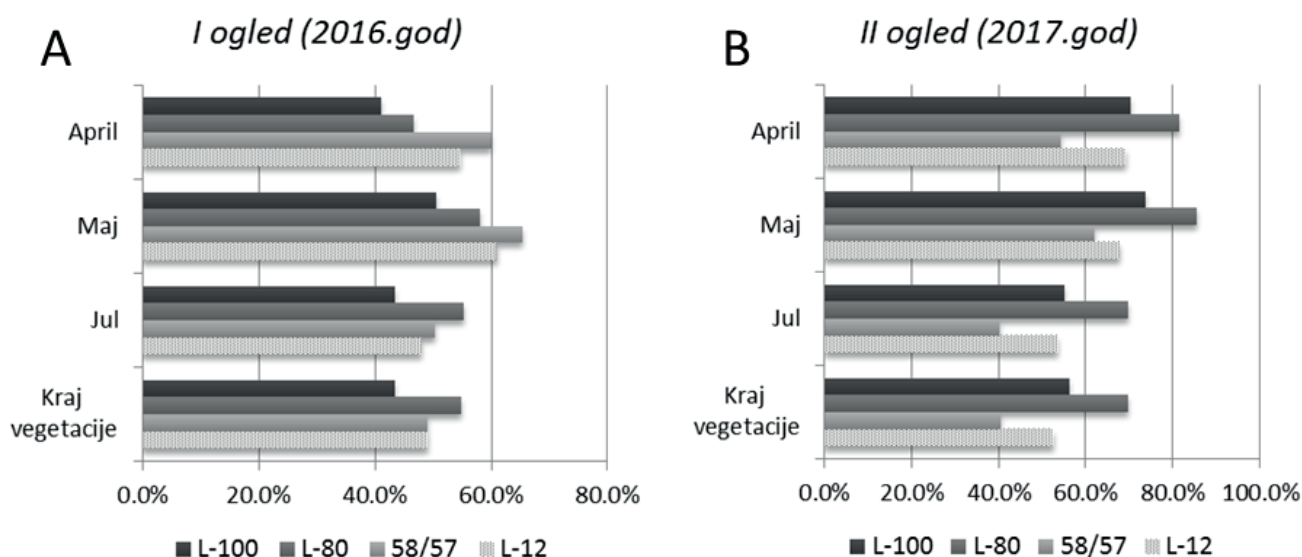 A
I ogled (2016.god)
April
Maj
Jul
Kraj
vegetacije
0.0% 20.0% 40.0% 60.0% 80.0%
L-100 L-80 58/57 L-12
B
II ogled (2017.god)
April
Maj
Jul
Kraj
vegetacije
0.0% 20.0% 40.0% 60.0% 80.0% 100.0%
L-100 L-80 58/57 L-12